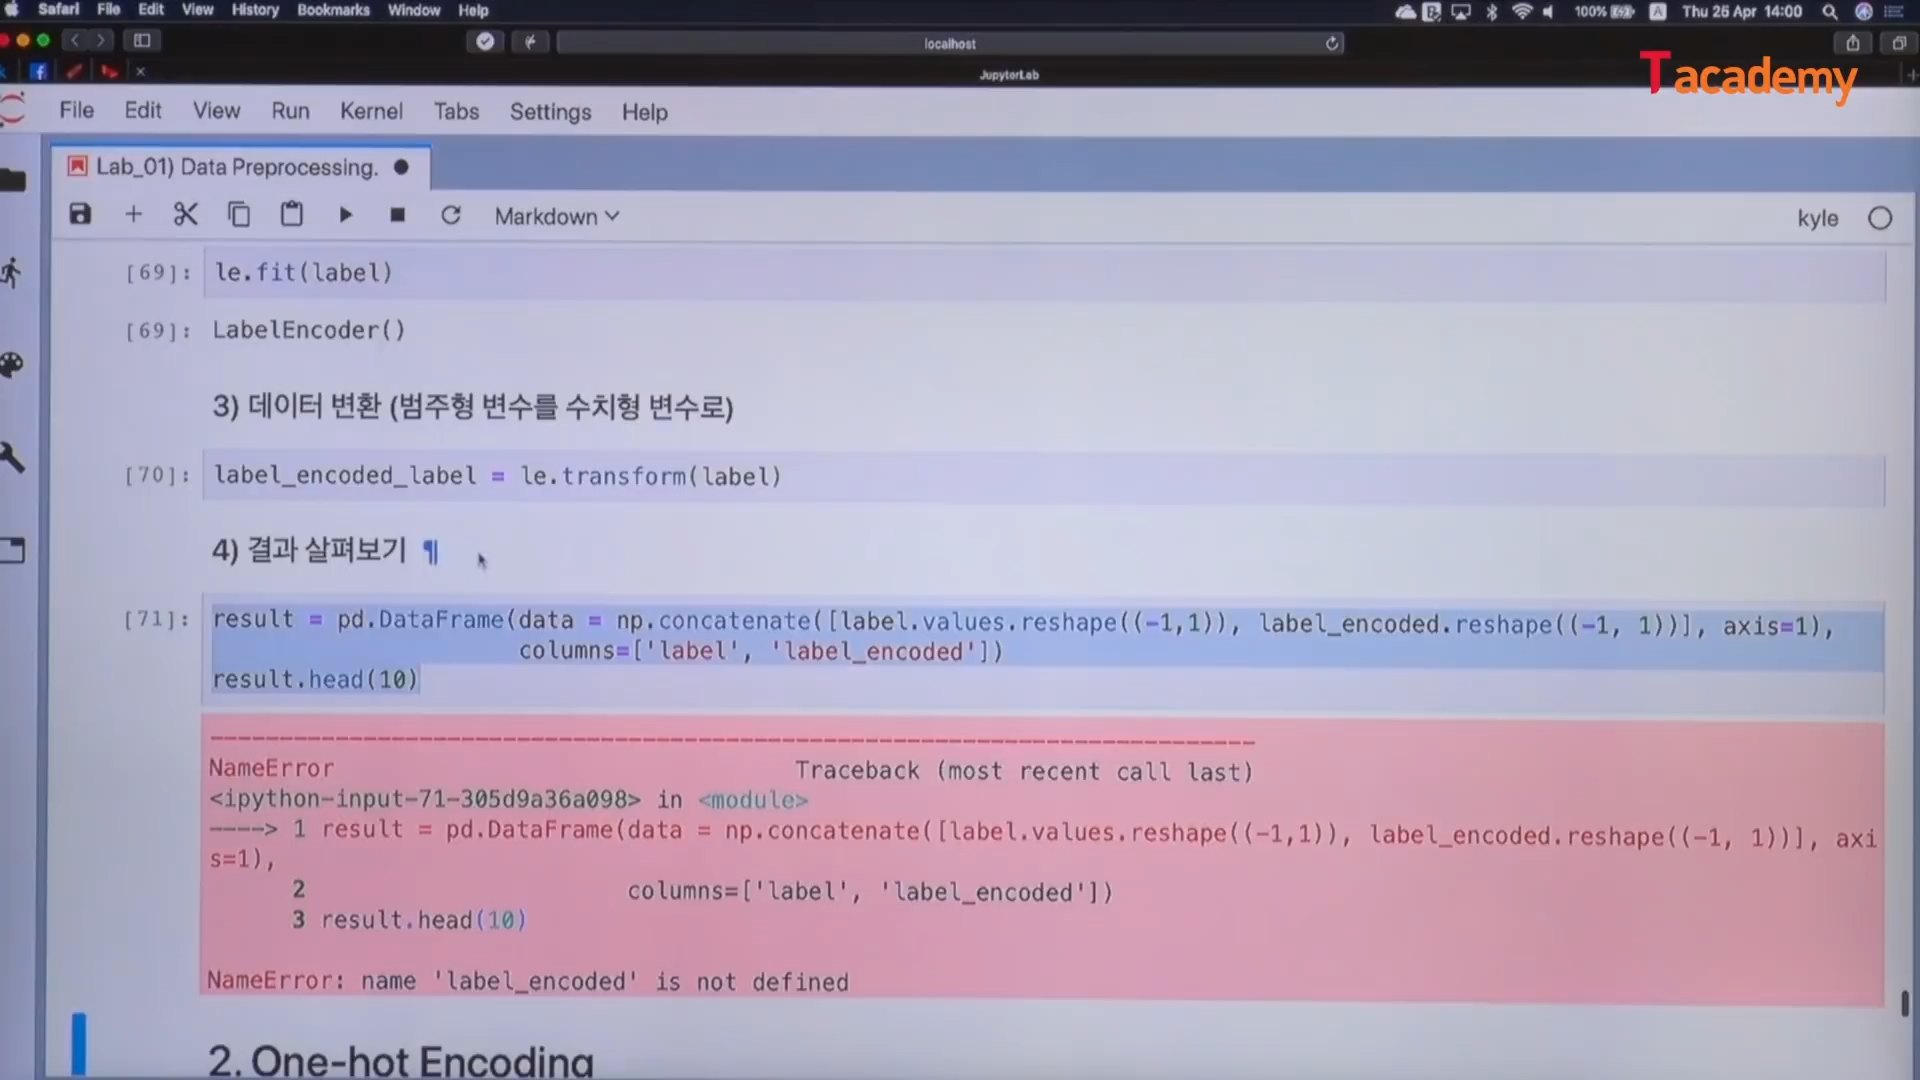 Safari File Edit View History Bookmarks Window Help
100% A Thu 25 Apr 14:00
localhost
JupyterLab
Tacademy
File Edit View Run Kernel Tabs Settings Help
Lab_01) Data Preprocessing.
Markdown
kyle
[69]: le.fit(label)
[69]: LabelEncoder()
3) 데이터 변환 (범주형 변수를 수치형 변수로)
[70]: label_encoded_label = le.transform(label)
4) 결과 살펴보기 ¶
[71]: result = pd.DataFrame(data = np.concatenate([label.values.reshape((-1,1)), label_encoded.reshape((-1, 1))], axis=1),
columns=['label', 'label_encoded'])
result.head(10)
---------------------------------------------------------------------------
NameError Traceback (most recent call last)
<ipython-input-71-305d9a36a098> in <module>
----> 1 result = pd.DataFrame(data = np.concatenate([label.values.reshape((-1,1)), label_encoded.reshape((-1, 1))], axi
s=1),
2 columns=['label', 'label_encoded'])
3 result.head(10)
NameError: name 'label_encoded' is not defined
2. One-hot Encoding